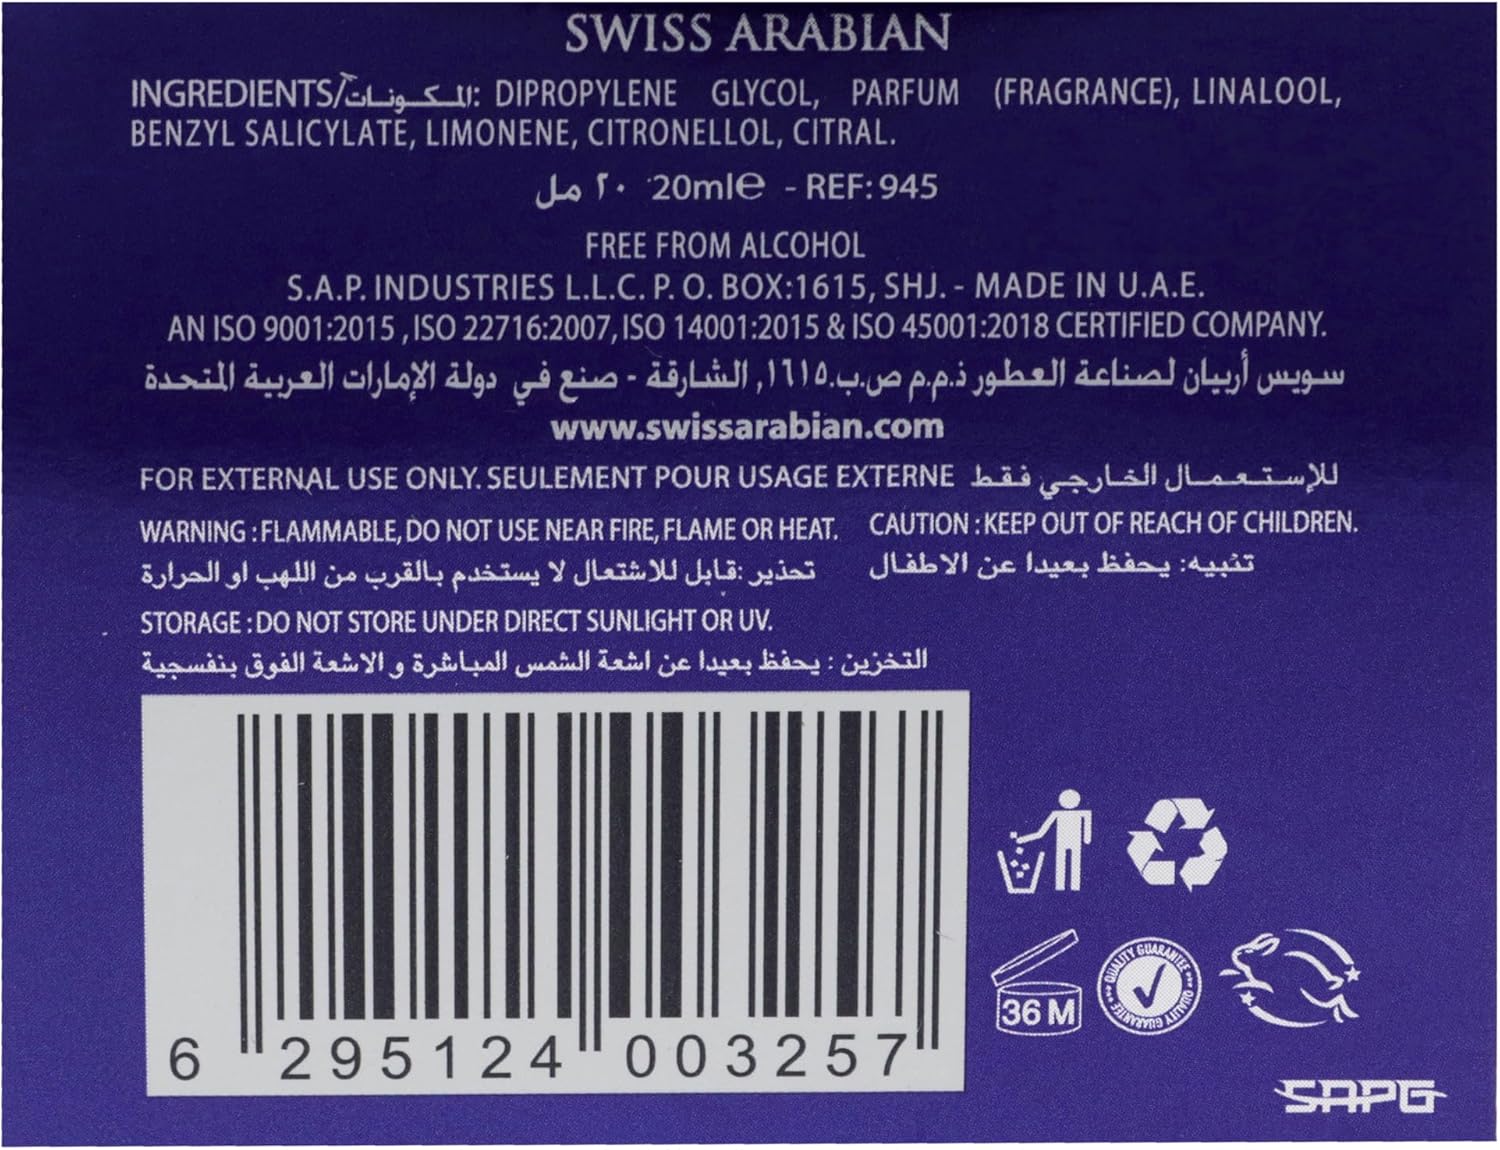 SWISS ARABIAN
INGREDIENTS/المكونات: DIPROPYLENE GLYCOL, PARFUM (FRAGRANCE), LINALOOL,
BENZYL SALICYLATE, LIMONENE, CITRONELLOL, CITRAL.
٢٠ مل 20ml℮ - REF: 945
FREE FROM ALCOHOL
S.A.P. INDUSTRIES L.L.C. P. O. BOX:1615, SHJ. - MADE IN U.A.E.
AN ISO 9001:2015 , ISO 22716:2007, ISO 14001:2015 & ISO 45001:2018 CERTIFIED COMPANY.
سويس أربيان لصناعة العطور ذ.م.م ص.ب.١٦١٥, الشارقة - صنع في دولة الإمارات العربية المتحدة
www.swissarabian.com
FOR EXTERNAL USE ONLY. SEULEMENT POUR USAGE EXTERNE للإستعمال الخارجي فقط
WARNING : FLAMMABLE, DO NOT USE NEAR FIRE, FLAME OR HEAT. CAUTION : KEEP OUT OF REACH OF CHILDREN.
تحذير :قابل للاشتعال لا يستخدم بالقرب من اللهب او الحرارة تنبيه: يحفظ بعيدا عن الاطفال
STORAGE : DO NOT STORE UNDER DIRECT SUNLIGHT OR UV.
التخزين : يحفظ بعيدا عن اشعة الشمس المباشرة و الاشعة الفوق بنفسجية
6 295124 003257
36 M
QUALITY GUARANTEE
QUALITY GUARANTEE
SAPG